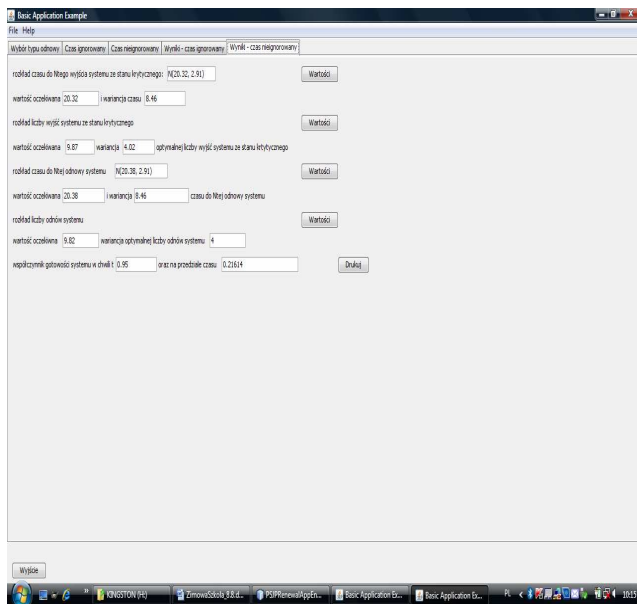 Basic Application Example
File Help
Wybór typu odnowy Czas ignorowany Czas nieignorowany Wyniki - czas ignorowany Wyniki - czas nieignorowany
rozkład czasu do Ntego wyjścia systemu ze stanu krytycznego: N(20.32, 2.91) Wartości
wartość oczekiwana 20.32 i wariancja czasu 8.46
rozkład liczby wyjść systemu ze stanu krytycznego Wartości
wartość oczekiwana 9.87 wariancja 4.02 optymalnej liczby wyjść systemu ze stanu krtytycznego
rozkład czasu do Ntej odnowy systemu N(20.38, 2.91) Wartości
wartość oczekiwana 20.38 i wariancja 8.46 czasu do Ntej odnowy systemu
rozkład liczby odnów systemu Wartości
wartość oczekiwna 9.82 wariancja optymalnej liczby odnów systemu 4
współczynnik gotowości systemu w chwili t 0.95 oraz na przedziale czasu 0.21614 Drukuj
Wyjście
KINGSTON (H:) ZimowaSzkola_8.8.d... PSJPRenewalAppEn... Basic Application Ex... Basic Application Ex... PL 10:15